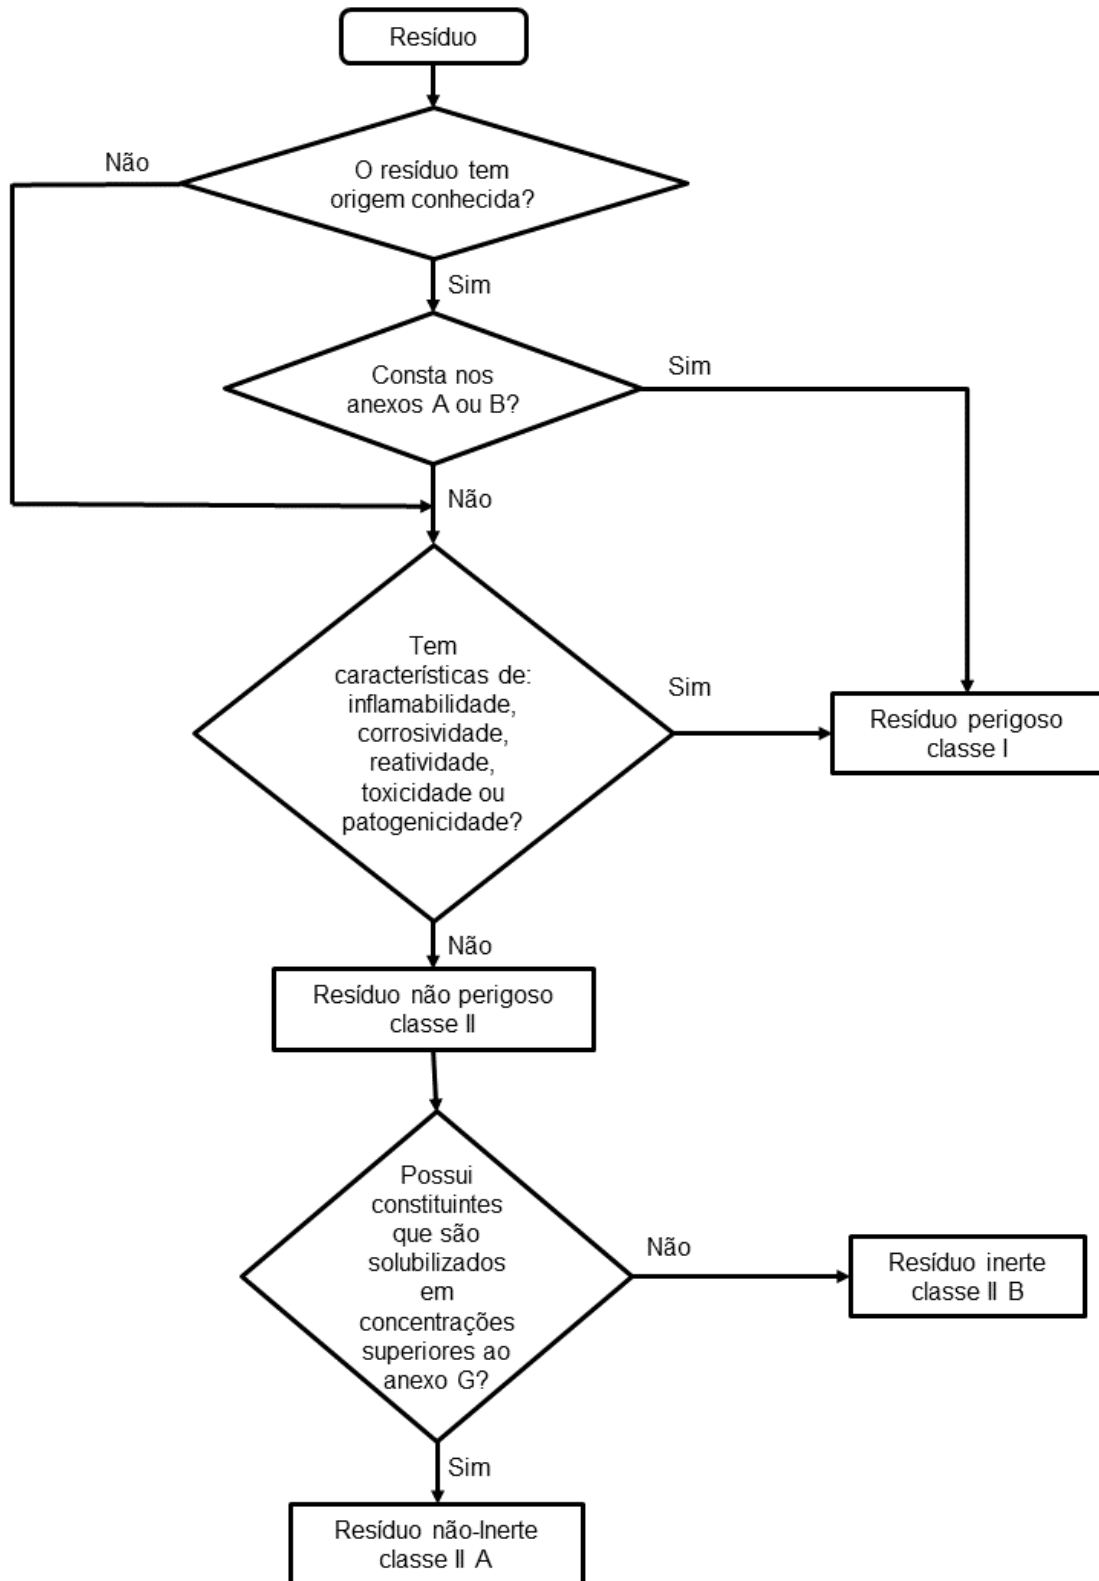 Resíduo
Não
O resíduo tem
origem conhecida?
Sim
Consta nos
anexos A ou B?
Sim
Não
Tem
características de:
inflamabilidade,
corrosividade,
reatividade,
toxicidade ou
patogenicidade?
Sim
Resíduo perigoso
classe I
Não
Resíduo não perigoso
classe II
Possui
constituintes
que são
solubilizados
em
concentrações
superiores ao
anexo G?
Não
Resíduo inerte
classe II B
Sim
Resíduo não-Inerte
classe II A